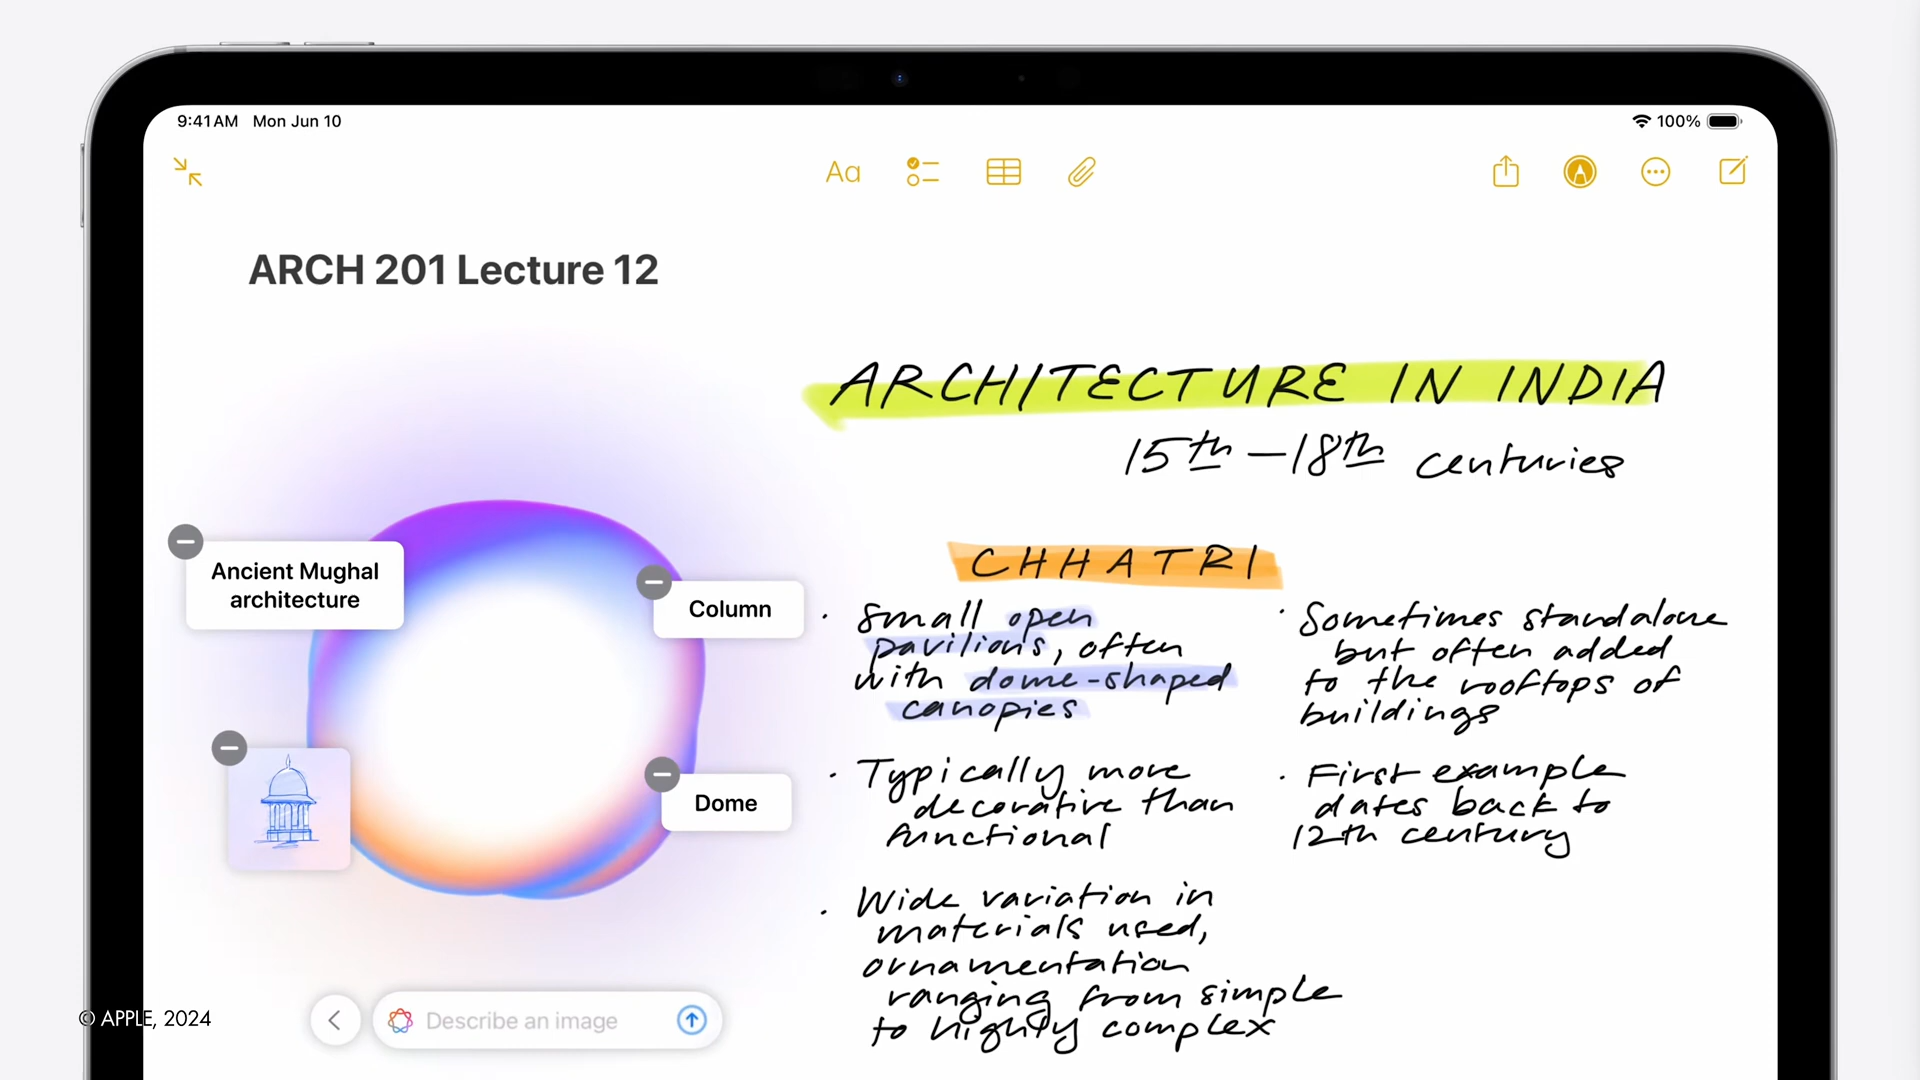 9:41 AM Mon Jun 10
100%
Aa
ARCH 201 Lecture 12
ARCHITECTURE IN INDIA
15th – 18th centuries
Ancient Mughal
architecture
Column
Dome
CHHATRI
· Small open
pavilions, often
with dome-shaped
canopies
· Typically more
decorative than
functional
· Wide variation in
materials used,
ornamentation
ranging from simple
to highly complex
· Sometimes standalone
but often added
to the rooftops of
buildings
· First example
dates back to
12th century
Describe an image
© APPLE, 2024